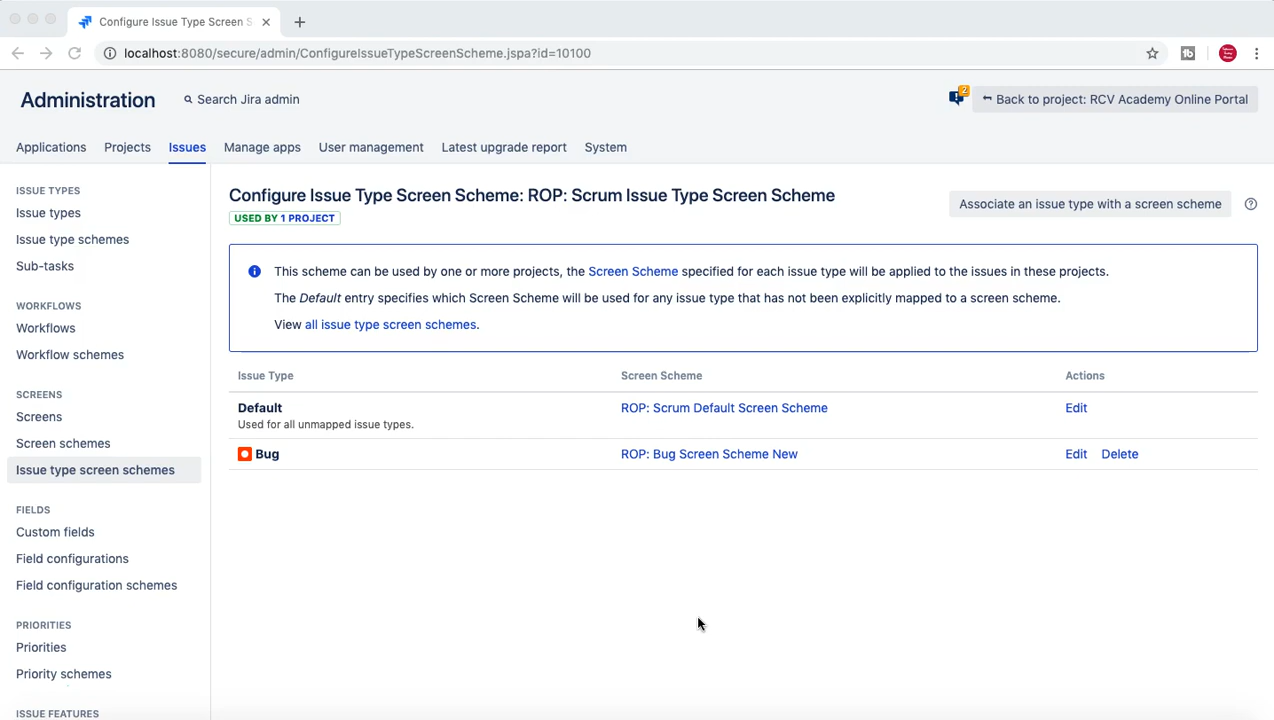 Configure Issue Type Screen S
localhost:8080/secure/admin/ConfigureIssueTypeScreenScheme.jspa?id=10100
Administration
Search Jira admin
2
Back to project: RCV Academy Online Portal
Applications Projects Issues Manage apps User management Latest upgrade report System
ISSUE TYPES
Issue types
Issue type schemes
Sub-tasks
WORKFLOWS
Workflows
Workflow schemes
SCREENS
Screens
Screen schemes
Issue type screen schemes
FIELDS
Custom fields
Field configurations
Field configuration schemes
PRIORITIES
Priorities
Priority schemes
ISSUE FEATURES
Configure Issue Type Screen Scheme: ROP: Scrum Issue Type Screen Scheme
USED BY 1 PROJECT
Associate an issue type with a screen scheme
This scheme can be used by one or more projects, the Screen Scheme specified for each issue type will be applied to the issues in these projects.
The Default entry specifies which Screen Scheme will be used for any issue type that has not been explicitly mapped to a screen scheme.
View all issue type screen schemes.
Issue Type Screen Scheme Actions
Default ROP: Scrum Default Screen Scheme Edit
Used for all unmapped issue types.
Bug ROP: Bug Screen Scheme New Edit Delete